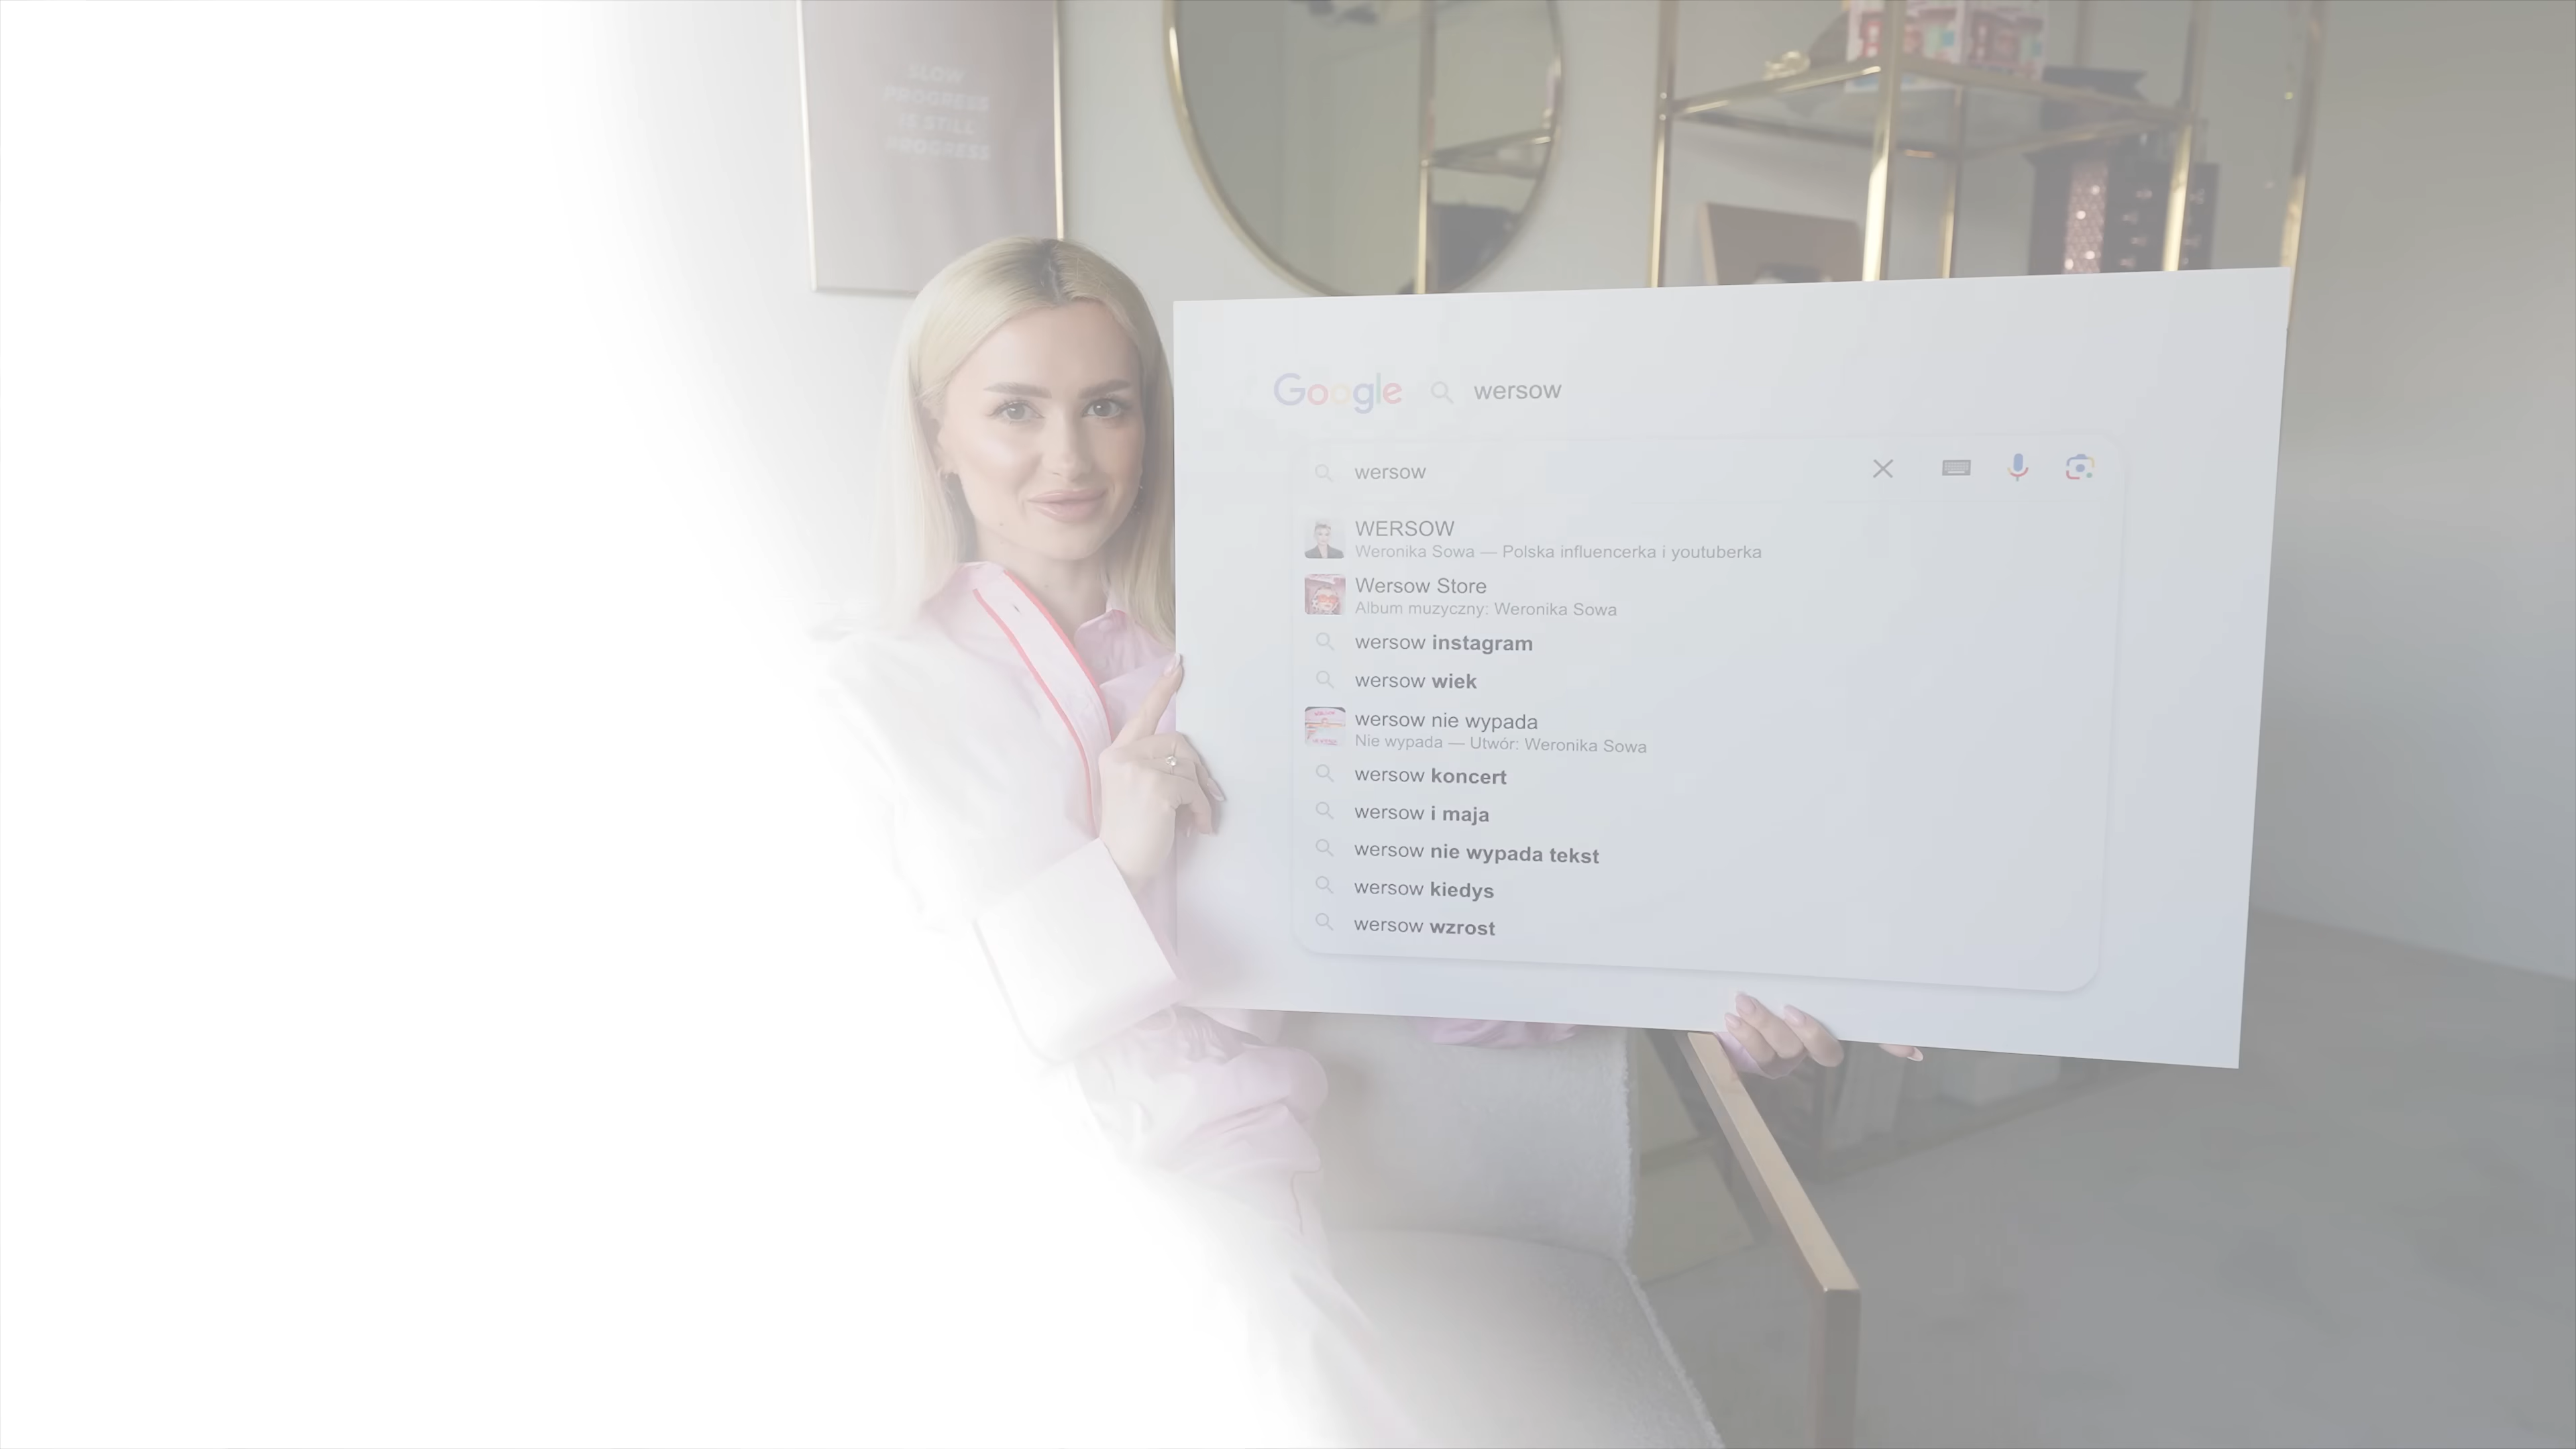 SLOW
PROGRESS
IS STILL
PROGRESS
Google wersow
wersow
WERSOW
Weronika Sowa — Polska influencerka i youtuberka
Wersow Store
Album muzyczny: Weronika Sowa
wersow instagram
wersow wiek
wersow nie wypada
Nie wypada — Utwór: Weronika Sowa
wersow koncert
wersow i maja
wersow nie wypada tekst
wersow kiedys
wersow wzrost